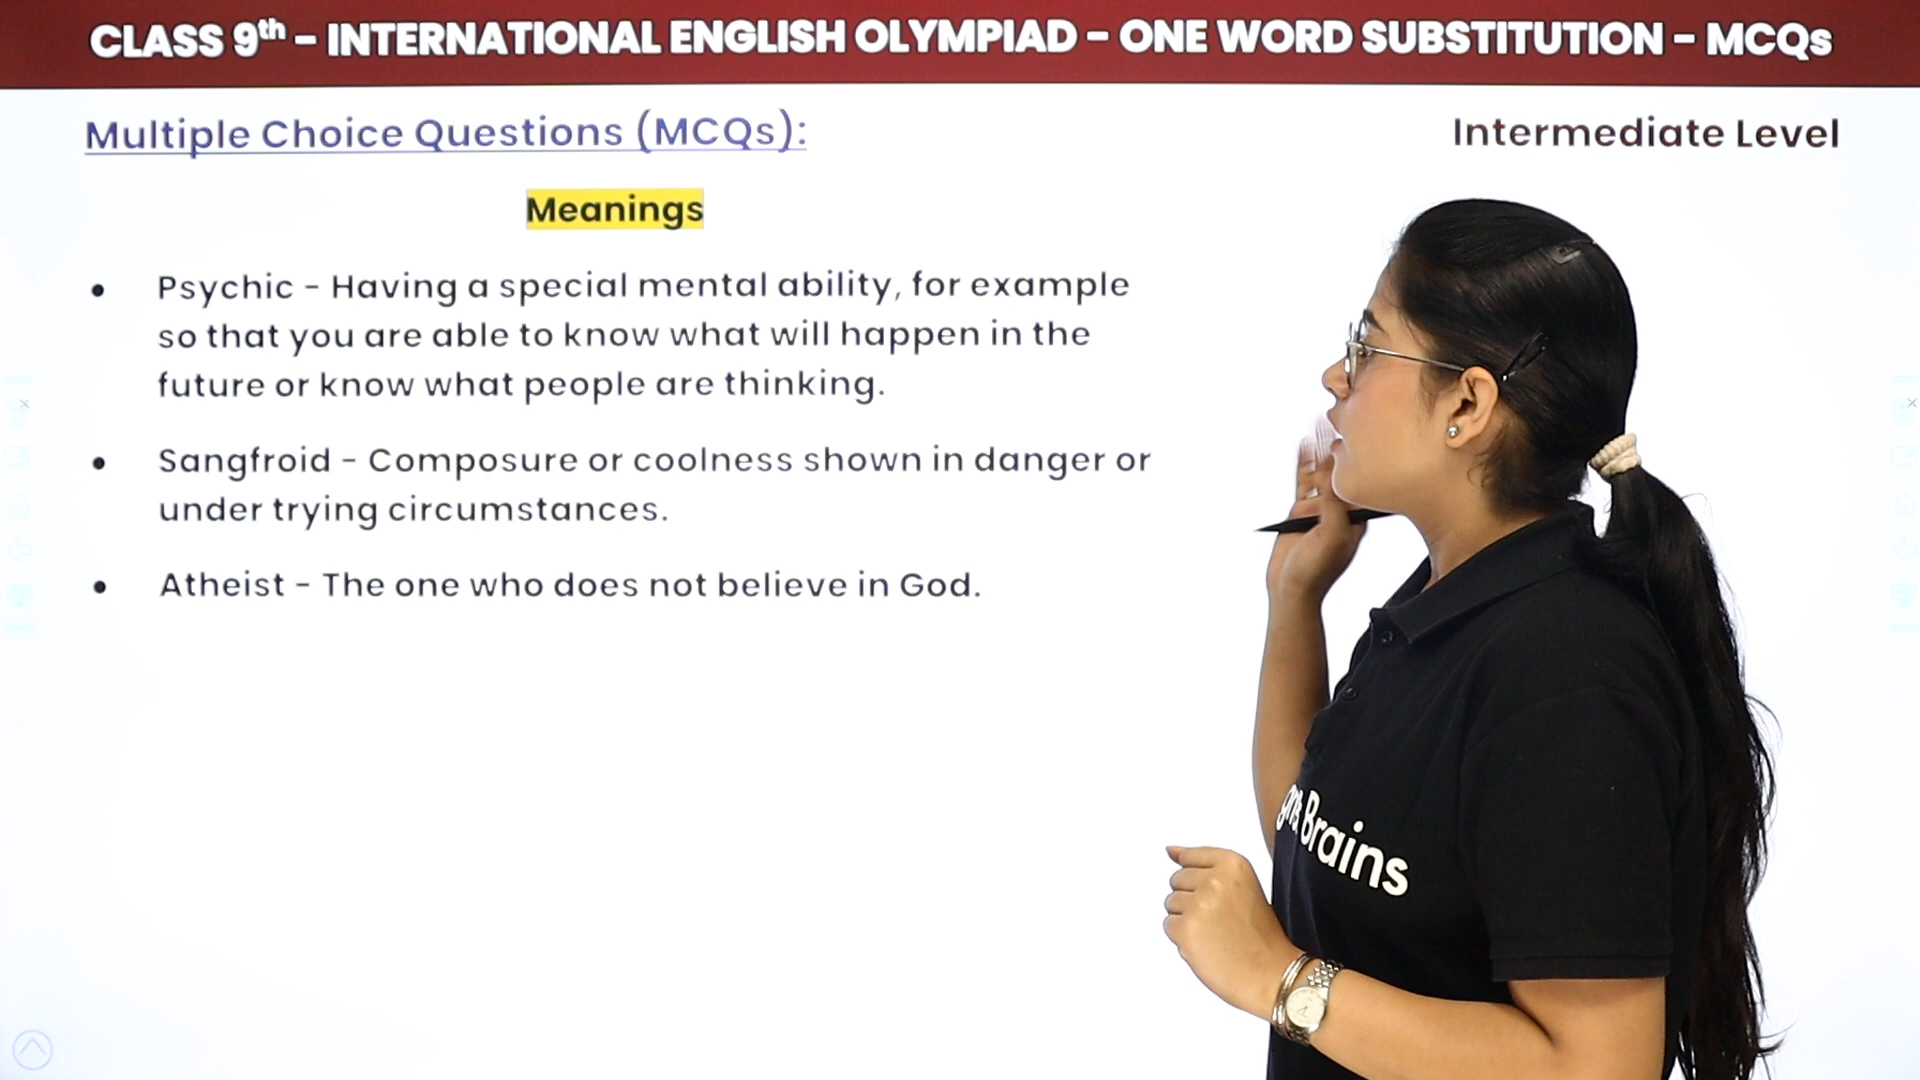 CLASS 9th – INTERNATIONAL ENGLISH OLYMPIAD – ONE WORD SUBSTITUTION – MCQs
Multiple Choice Questions (MCQs):
Intermediate Level
Meanings
• Psychic – Having a special mental ability, for example
so that you are able to know what will happen in the
future or know what people are thinking.
• Sangfroid – Composure or coolness shown in danger or
under trying circumstances.
• Atheist – The one who does not believe in God.
Brains